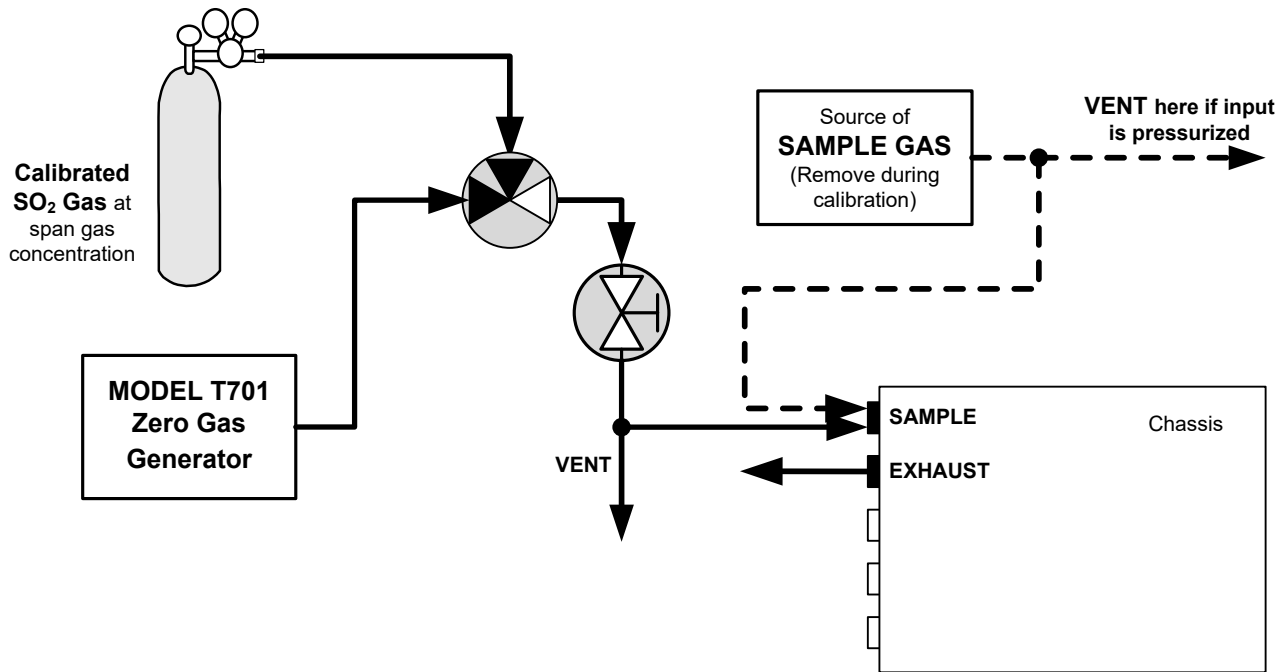 Calibrated
SO₂ Gas at
span gas
concentration
MODEL T701
Zero Gas
Generator
VENT
Source of
SAMPLE GAS
(Remove during
calibration)
VENT here if input
is pressurized
SAMPLE
Chassis
EXHAUST